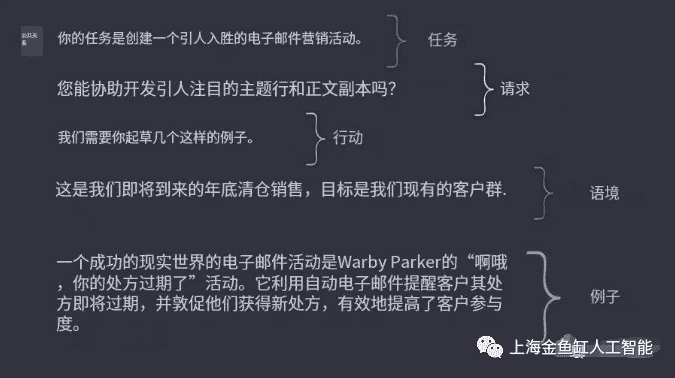 公共关
系
你的任务是创建一个引人入胜的电子邮件营销活动。
任务
您能协助开发引人注目的主题行和正文副本吗？
请求
我们需要你起草几个这样的例子。
行动
这是我们即将到来的年底清仓销售，目标是我们现有的客户群.
语境
一个成功的现实世界的电子邮件活动是Warby Parker的“啊哦
，你的处方过期了”活动。它利用自动电子邮件提醒客户其处
方即将过期，并敦促他们获得新处方，有效地提高了客户参与
度。
例子
上海金鱼缸人工智能